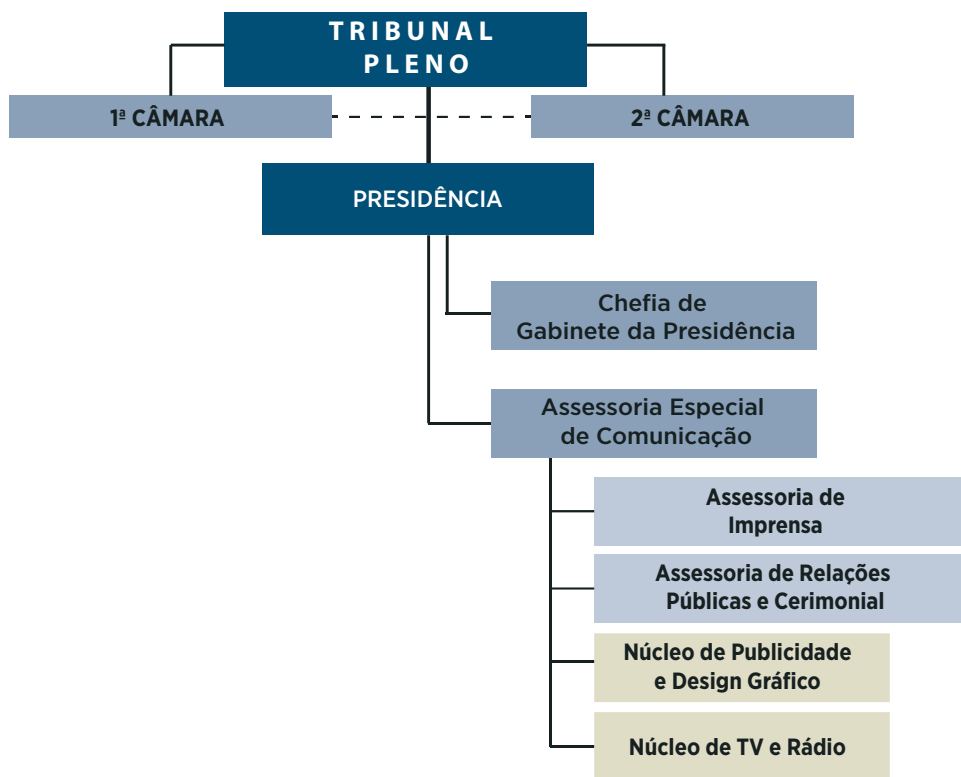 TRIBUNAL
PLENO
1ª CÂMARA
2ª CÂMARA
PRESIDÊNCIA
Chefia de
Gabinete da Presidência
Assessoria Especial
de Comunicação
Assessoria de
Imprensa
Assessoria de Relações
Públicas e Cerimonial
Núcleo de Publicidade
e Design Gráfico
Núcleo de TV e Rádio